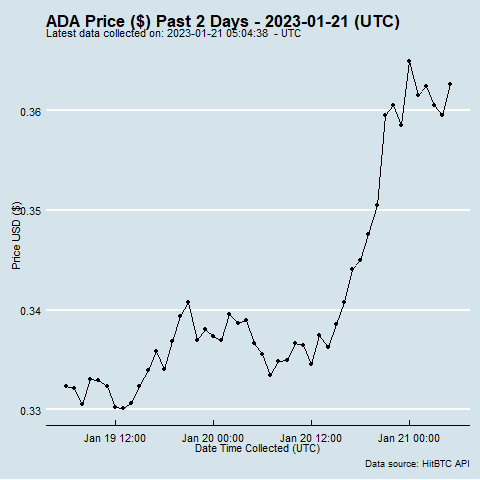 ADA Price ($) Past 2 Days - 2023-01-21 (UTC)
Latest data collected on: 2023-01-21 05:04:38 - UTC
0.36
0.35
0.34
0.33
Price USD ($)
Jan 19 12:00 Jan 20 00:00 Jan 20 12:00 Jan 21 00:00
Date Time Collected (UTC)
Data source: HitBTC API